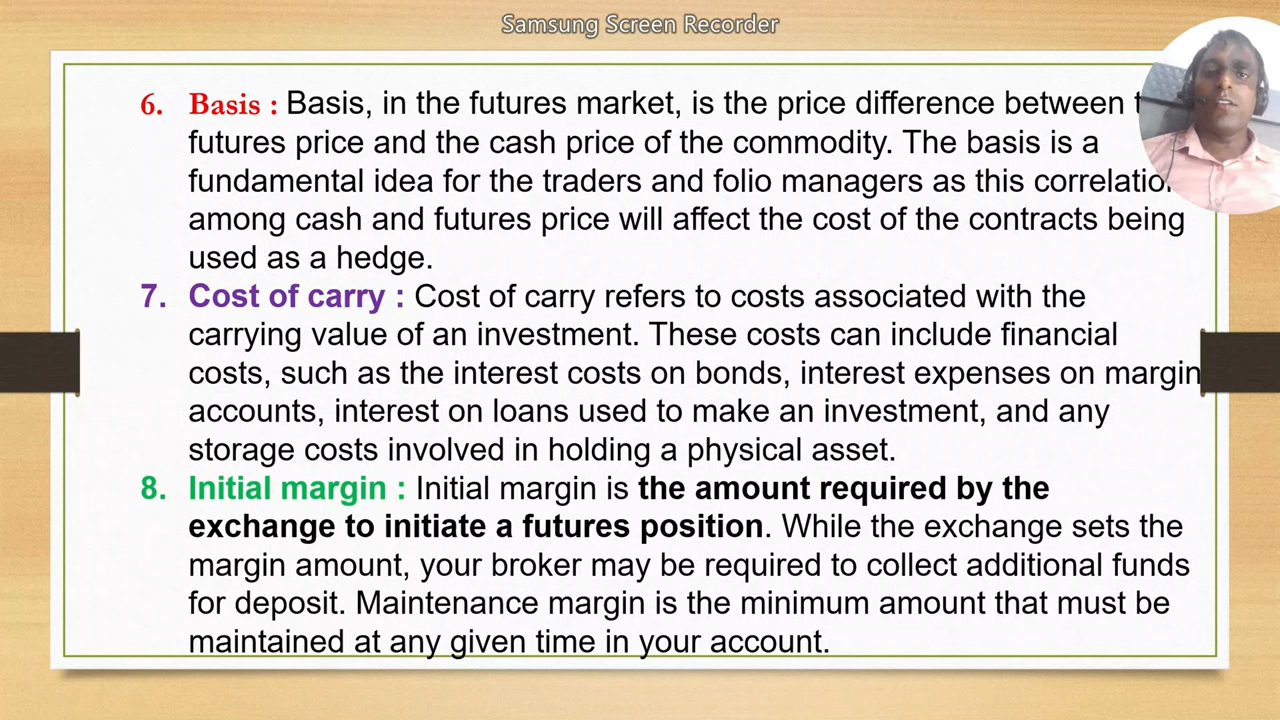 Samsung Screen Recorder
6. Basis : Basis, in the futures market, is the price difference between
futures price and the cash price of the commodity. The basis is a
fundamental idea for the traders and folio managers as this correlation
among cash and futures price will affect the cost of the contracts being
used as a hedge.
7. Cost of carry : Cost of carry refers to costs associated with the
carrying value of an investment. These costs can include financial
costs, such as the interest costs on bonds, interest expenses on margin
accounts, interest on loans used to make an investment, and any
storage costs involved in holding a physical asset.
8. Initial margin : Initial margin is the amount required by the
exchange to initiate a futures position. While the exchange sets the
margin amount, your broker may be required to collect additional funds
for deposit. Maintenance margin is the minimum amount that must be
maintained at any given time in your account.